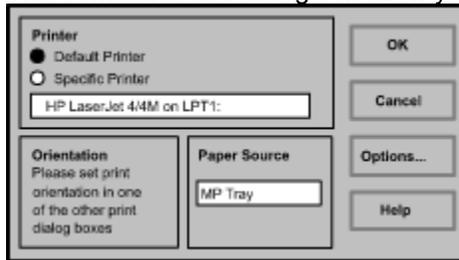 Printer
Default Printer
Specific Printer
HP LaserJet 4/4M on LPT1:
OK
Cancel
Options...
Help
Orientation
Please set print
orientation in one
of the other print
dialog boxes
Paper Source
MP Tray